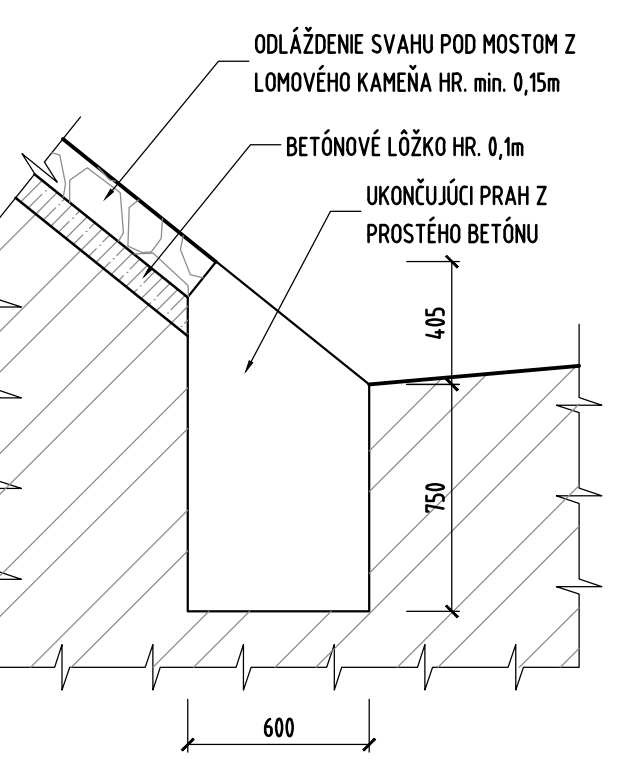 ODLÁŽDENIE SVAHU POD MOSTOM Z
LOMOVÉHO KAMEŇA HR. min. 0,15m
BETÓNOVÉ LÔŽKO HR. 0,1m
UKONČUJÚCI PRAH Z
PROSTÉHO BETÓNU
405
750
600